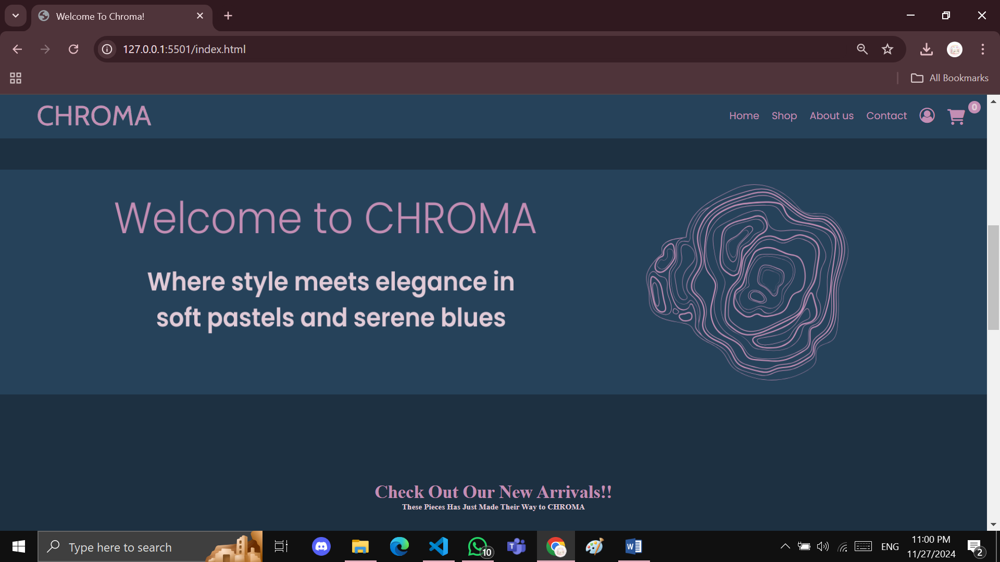 Welcome To Chroma!
127.0.0.1:5501/index.html
All Bookmarks
CHROMA
Home Shop About us Contact 0
Welcome to CHROMA
Where style meets elegance in
soft pastels and serene blues
Check Out Our New Arrivals!!
These Pieces Has Just Made Their Way to CHROMA
Type here to search
10
T
W
ENG
11:00 PM
11/27/2024
2